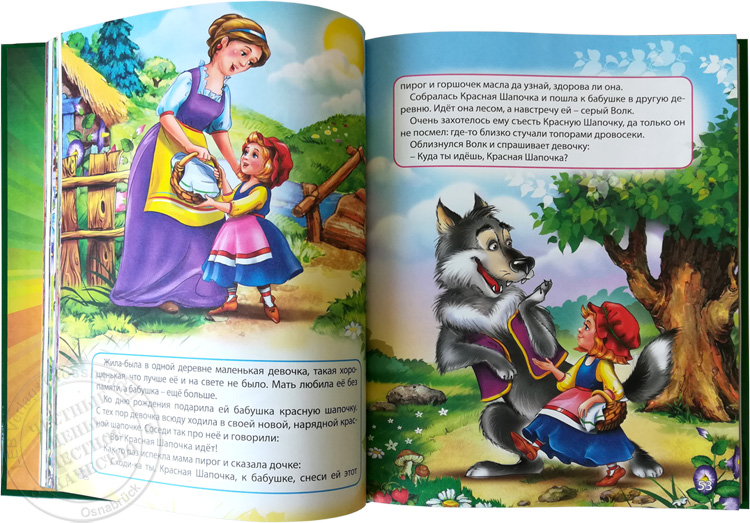 Жила-была в одной деревне маленькая девочка, такая хоро-
шенькая, что лучше её и на свете не было. Мать любила её без
памяти, а бабушка – ещё больше.
Ко дню рождения подарила ей бабушка красную шапочку.
С тех пор девочка всюду ходила в своей новой, нарядной крас-
ной шапочке. Соседи так про неё и говорили:
– Вот Красная Шапочка идёт!
Как-то раз испекла мама пирог и сказала дочке:
– Сходи-ка ты, Красная Шапочка, к бабушке, снеси ей этот
пирог и горшочек масла да узнай, здорова ли она.
Собралась Красная Шапочка и пошла к бабушке в другую де-
ревню. Идёт она лесом, а навстречу ей – серый Волк.
Очень захотелось ему съесть Красную Шапочку, да только он
не посмел: где-то близко стучали топорами дровосеки.
Облизнулся Волк и спрашивает девочку:
– Куда ты идёшь, Красная Шапочка?
53
Osnabrück